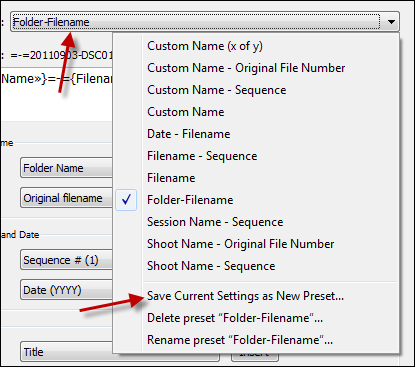 Folder-Filename
: =-=20110903-DSC01
Name»}=-={Filena
Custom Name (x of y)
Custom Name - Original File Number
Custom Name - Sequence
Custom Name
Date - Filename
Filename - Sequence
Filename
Folder-Filename
Session Name - Sequence
Shoot Name - Original File Number
Shoot Name - Sequence
Save Current Settings as New Preset...
Delete preset “Folder-Filename”...
Rename preset “Folder-Filename”...
me
Folder Name
Original filename
and Date
Sequence # (1)
Date (YYYY)
Title
Insert